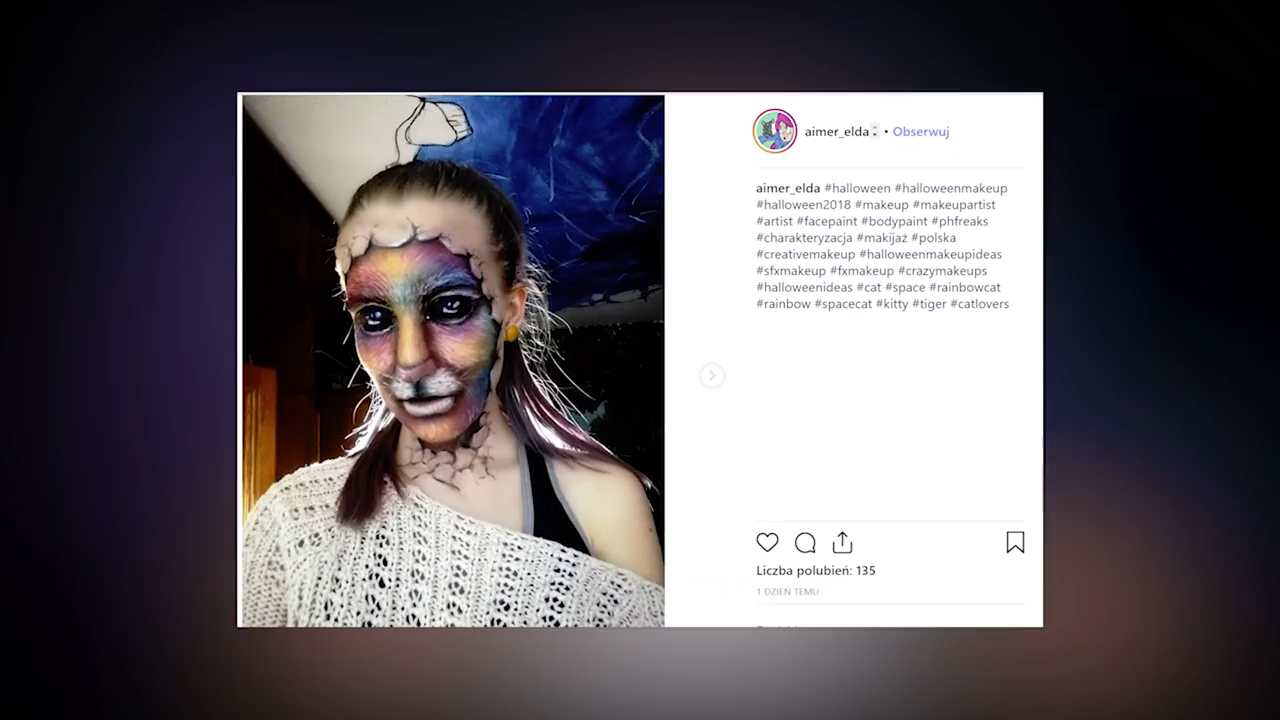 aimer_elda • Obserwuj
aimer_elda #halloween #halloweenmakeup
#halloween2018 #makeup #makeupartist
#artist #facepaint #bodypaint #phfreaks
#charakteryzacja #makijaż #polska
#creativemakeup #halloweenmakeupideas
#sfxmakeup #fxmakeup #crazymakeups
#halloweenideas #cat #space #rainbowcat
#rainbow #spacecat #kitty #tiger #catlovers
Liczba polubień: 135
1 DZIEŃ TEMU